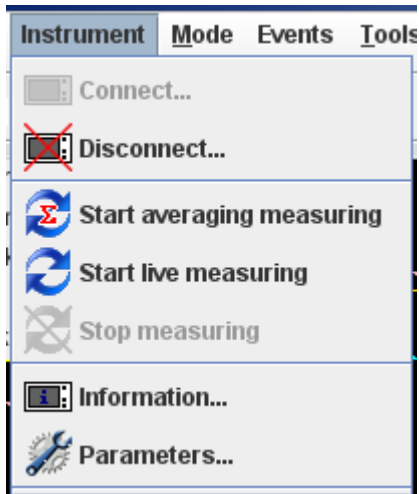 Instrument Mode Events Tools
Connect...
Disconnect...
Start averaging measuring
Start live measuring
Stop measuring
Information...
Parameters...